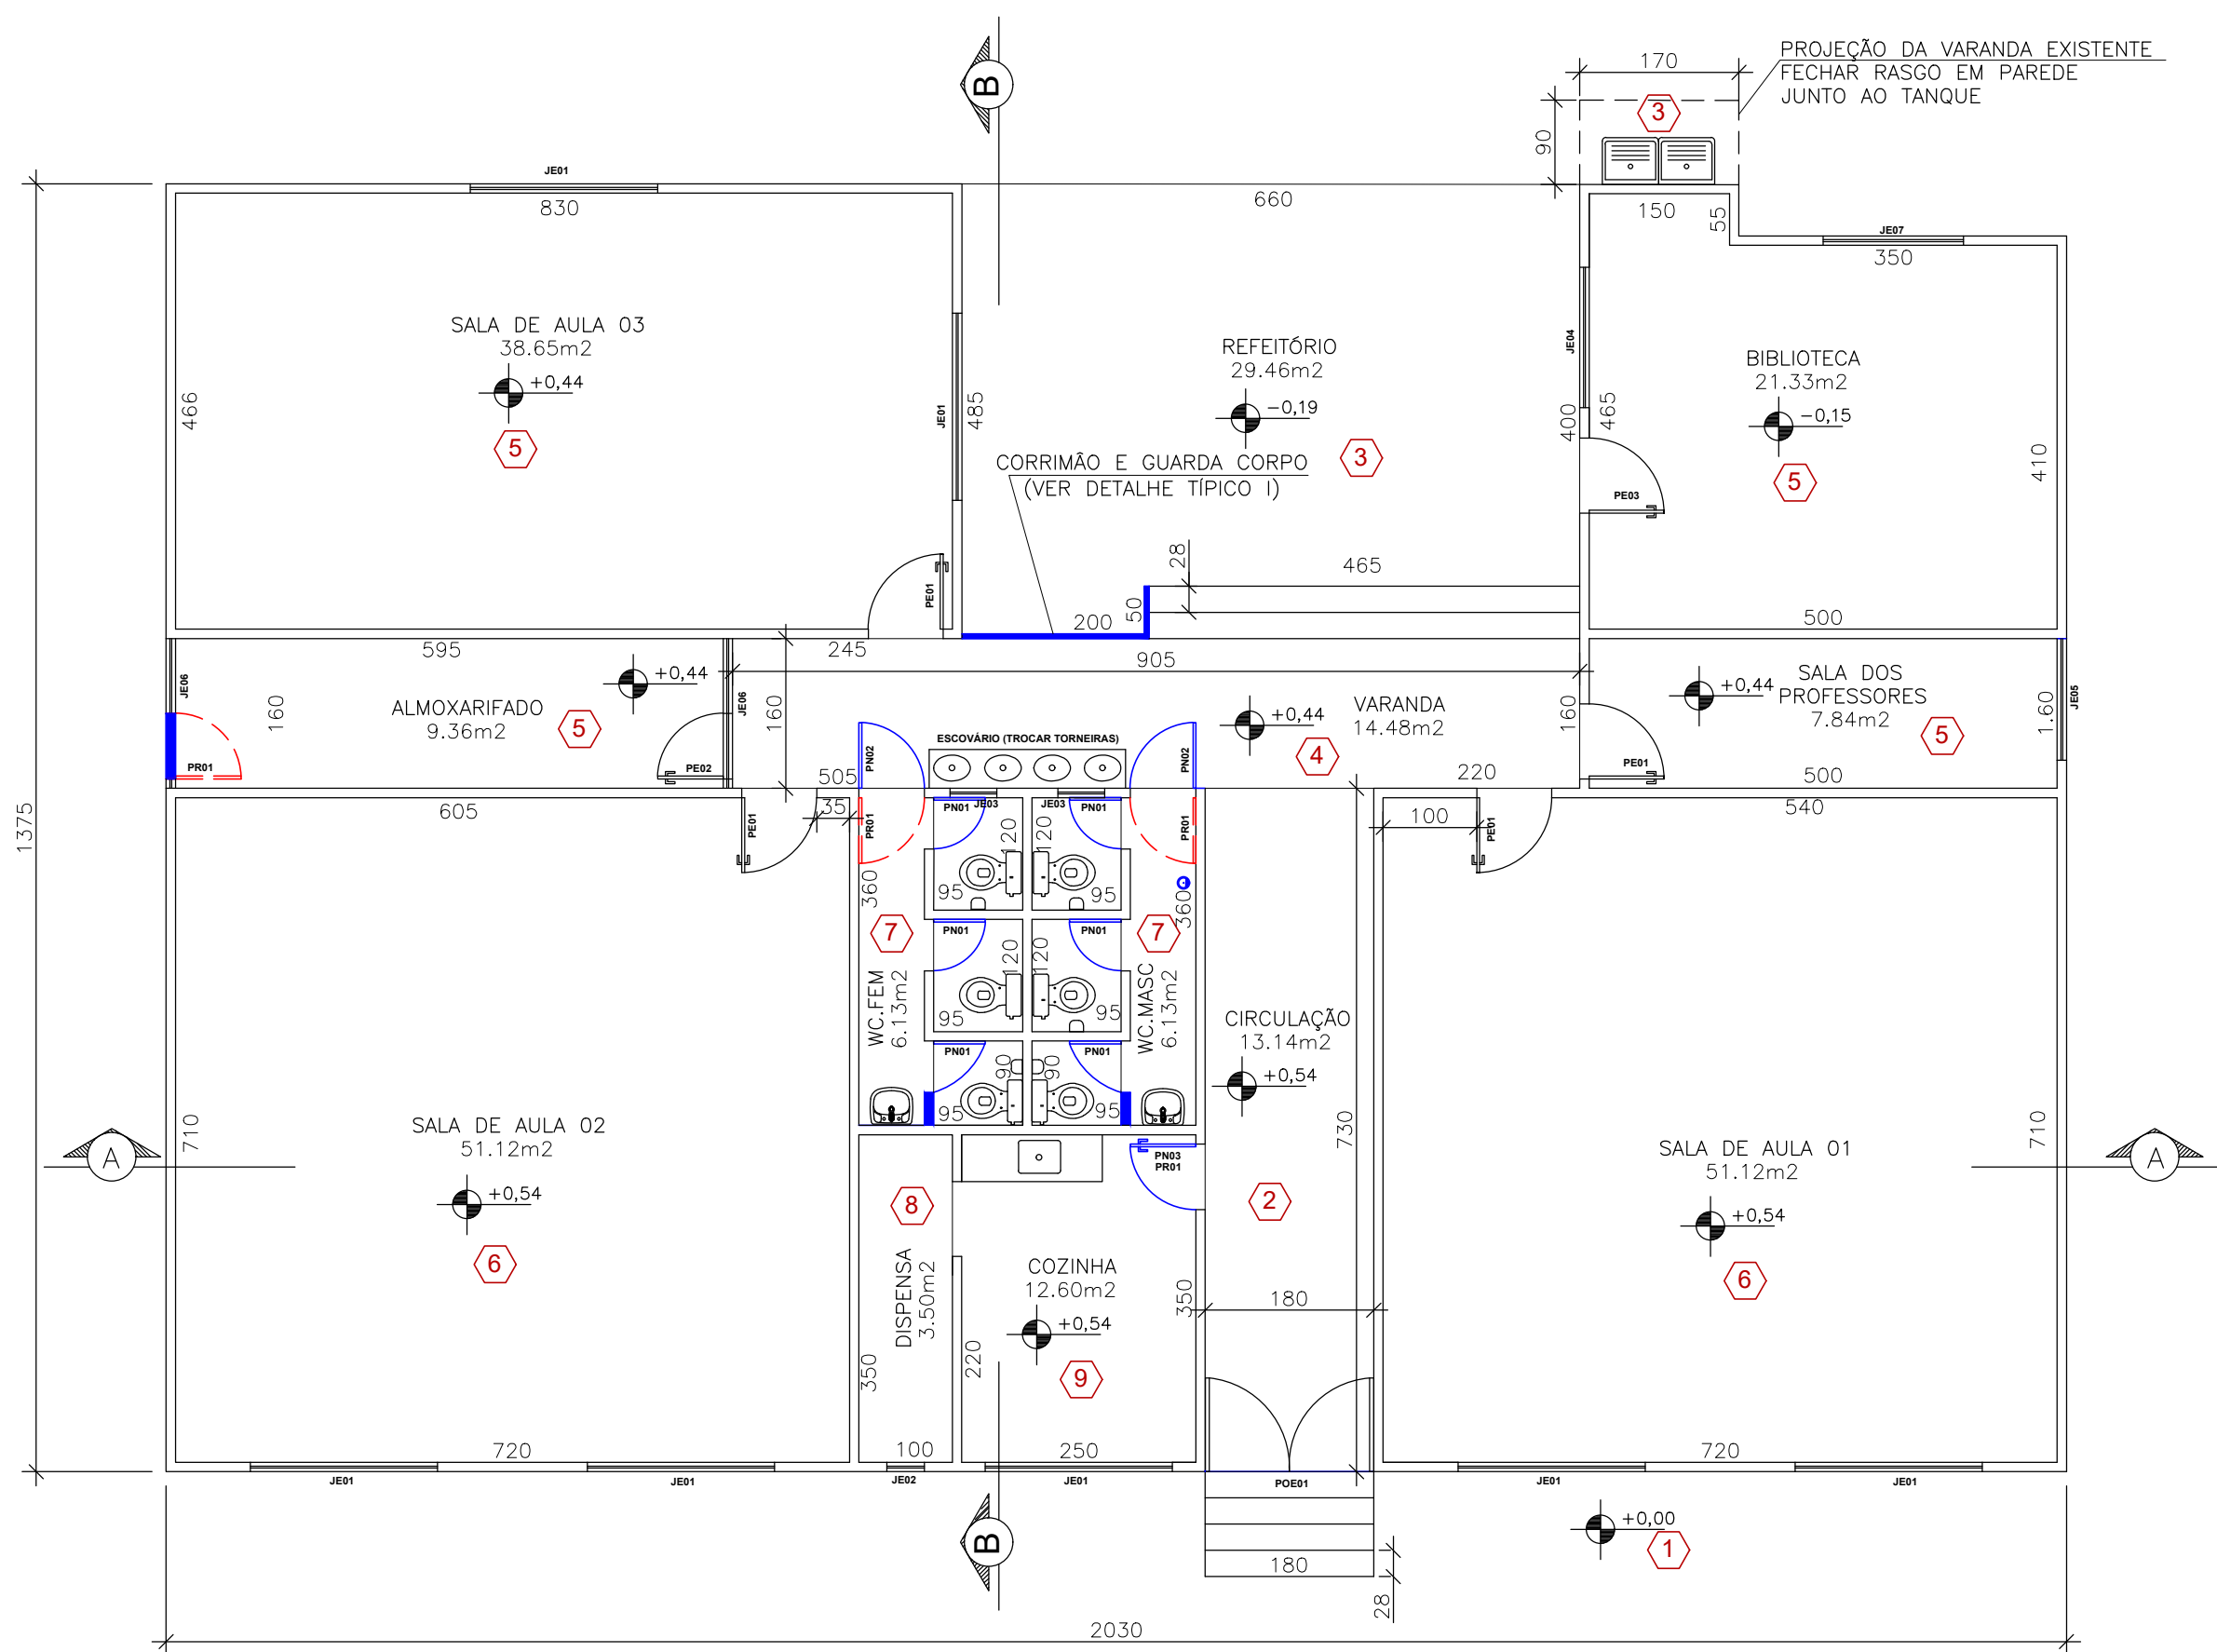 B
170
PROJEÇÃO DA VARANDA EXISTENTE
FECHAR RASGO EM PAREDE
JUNTO AO TANQUE
3
90
JE01
830
660
150
55
JE07
350
SALA DE AULA 03
38.65m2
+0,44
5
466
JE01
485
REFEITÓRIO
29.46m2
-0,19
3
JE04
400
465
BIBLIOTECA
21.33m2
-0,15
5
410
PE03
CORRIMÃO E GUARDA CORPO
(VER DETALHE TÍPICO I)
28
465
PE01
200
50
500
595
245
905
JE06
160
ALMOXARIFADO
9.36m2
+0,44
5
PR01
PE02
JE06
160
+0,44
VARANDA
14.48m2
4
160
+0,44
SALA DOS
PROFESSORES
7.84m2
5
1.60
JE05
PE01
500
ESCOVÁRIO (TROCAR TORNEIRAS)
PN02
PN02
505
220
1375
605
PE01
35
PR01
PN01
JE03
JE03
PN01
PR01
100
PE01
540
120
120
360
95
95
360
7
7
PN01
PN01
120
120
WC.FEM
6.13m2
95
95
WC.MASC
6.13m2
PN01
PN01
90
90
95
95
CIRCULAÇÃO
13.14m2
+0,54
730
A
710
SALA DE AULA 02
51.12m2
+0,54
6
PN03
PR01
8
2
SALA DE AULA 01
51.12m2
+0,54
6
710
A
DISPENSA
3.50m2
COZINHA
12.60m2
+0,54
9
350
350
220
180
720
100
250
720
JE01
JE01
JE02
JE01
POE01
JE01
JE01
B
+0,00
1
180
28
2030